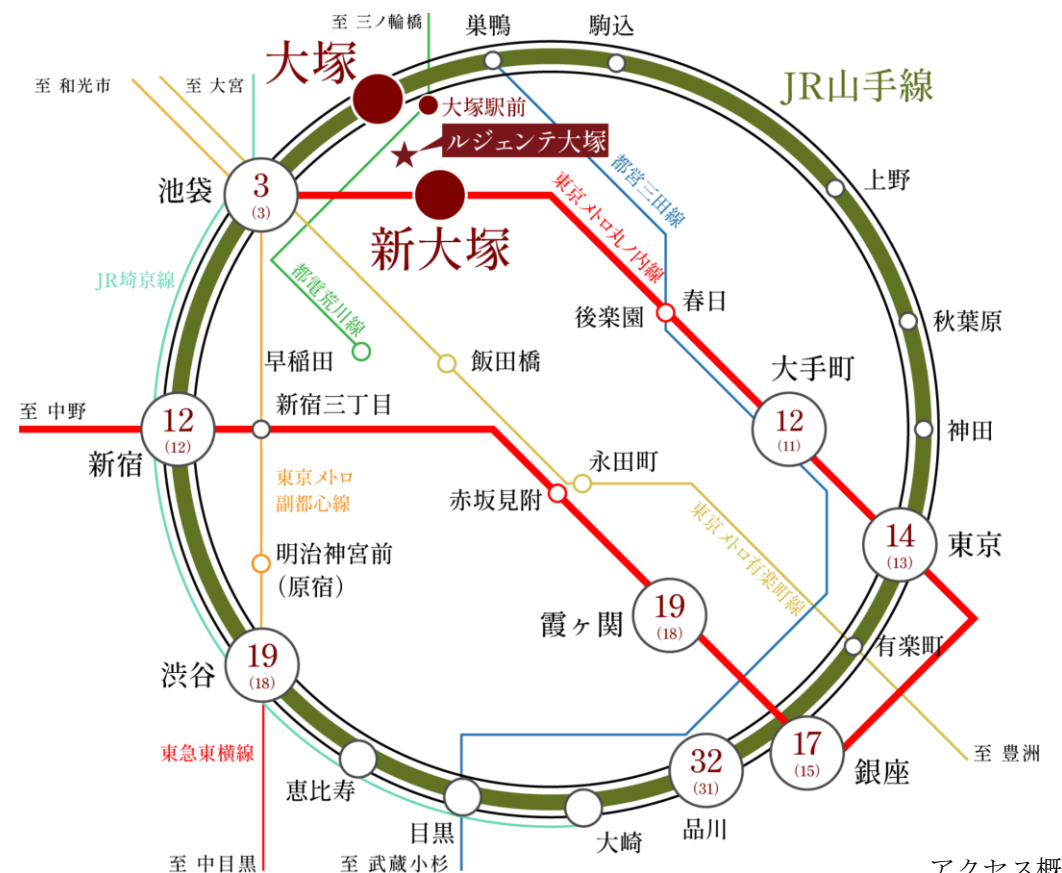 至 三ノ輪橋
巣鴨
駒込
大塚
JR山手線
至 和光市
至 大宮
大塚駅前
ルジェンテ大塚
池袋
3
(3)
都営三田線
上野
東京メトロ丸ノ内線
新大塚
JR埼京線
都電荒川線
春日
後楽園
秋葉原
早稲田
飯田橋
大手町
至 中野
新宿三丁目
12
(12)
12
(11)
神田
新宿
東京メトロ
副都心線
永田町
赤坂見附
東京メトロ有楽町線
14
(13)
東京
明治神宮前
(原宿)
霞ヶ関
19
(18)
有楽町
渋谷
19
(18)
東急東横線
恵比寿
32
(31)
17
(15)
銀座
至 豊洲
目黒
大崎
品川
至 中目黒
至 武蔵小杉
アクセス概